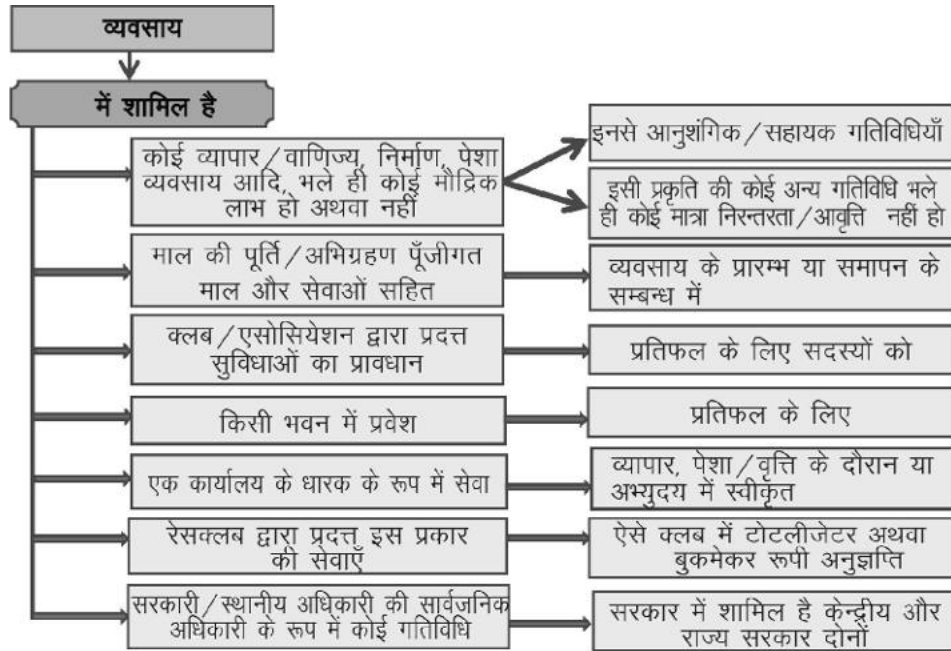 व्यवसाय
में शामिल है
कोई व्यापार/वाणिज्य, निर्माण, पेशा
व्यवसाय आदि, भले ही कोई मौद्रिक
लाभ हो अथवा नहीं
इनसे आनुशंगिक/सहायक गतिविधियाँ
इसी प्रकृति की कोई अन्य गतिविधि भले
ही कोई मात्रा निरन्तरता/आवृत्ति नहीं हो
माल की पूर्ति/अभिग्रहण पूँजीगत
माल और सेवाओं सहित
व्यवसाय के प्रारम्भ या समापन के
सम्बन्ध में
क्लब/एसोसियेशन द्वारा प्रदत्त
सुविधाओं का प्रावधान
प्रतिफल के लिए सदस्यों को
किसी भवन में प्रवेश
प्रतिफल के लिए
एक कार्यालय के धारक के रूप में सेवा
व्यापार, पेशा/वृत्ति के दौरान या
अभ्युदय में स्वीकृत
रेसक्लब द्वारा प्रदत्त इस प्रकार
की सेवाएँ
ऐसे क्लब में टोटलीजेटर अथवा
बुकमेकर रूपी अनुज्ञप्ति
सरकारी/स्थानीय अधिकारी की सार्वजनिक
अधिकारी के रूप में कोई गतिविधि
सरकार में शामिल है केन्द्रीय और
राज्य सरकार दोनों